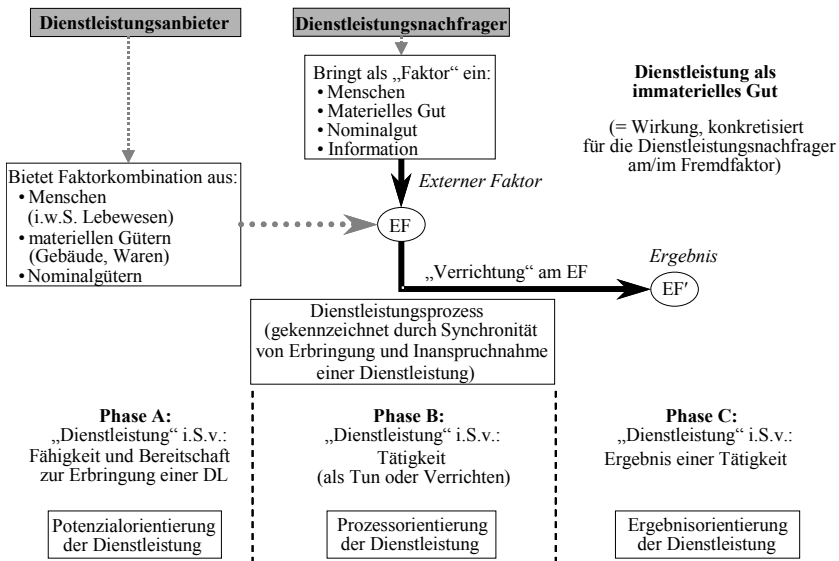 Dienstleistungsanbieter
Dienstleistungsnachfrager
Bringt als „Faktor“ ein:
• Menschen
• Materielles Gut
• Nominalgut
• Information
Dienstleistung als
immaterielles Gut
(= Wirkung, konkretisiert
für die Dienstleistungsnachfrager
am/im Fremdfaktor)
Bietet Faktorkombination aus:
• Menschen
(i.w.S. Lebewesen)
• materiellen Gütern
(Gebäude, Waren)
• Nominalgütern
Externer Faktor
EF
„Verrichtung“ am EF
Ergebnis
EF′
Dienstleistungsprozess
(gekennzeichnet durch Synchronität
von Erbringung und Inanspruchnahme
einer Dienstleistung)
Phase A:
„Dienstleistung“ i.S.v.:
Fähigkeit und Bereitschaft
zur Erbringung einer DL
Potenzialorientierung
der Dienstleistung
Phase B:
„Dienstleistung“ i.S.v.:
Tätigkeit
(als Tun oder Verrichten)
Prozessorientierung
der Dienstleistung
Phase C:
„Dienstleistung“ i.S.v.:
Ergebnis einer Tätigkeit
Ergebnisorientierung
der Dienstleistung